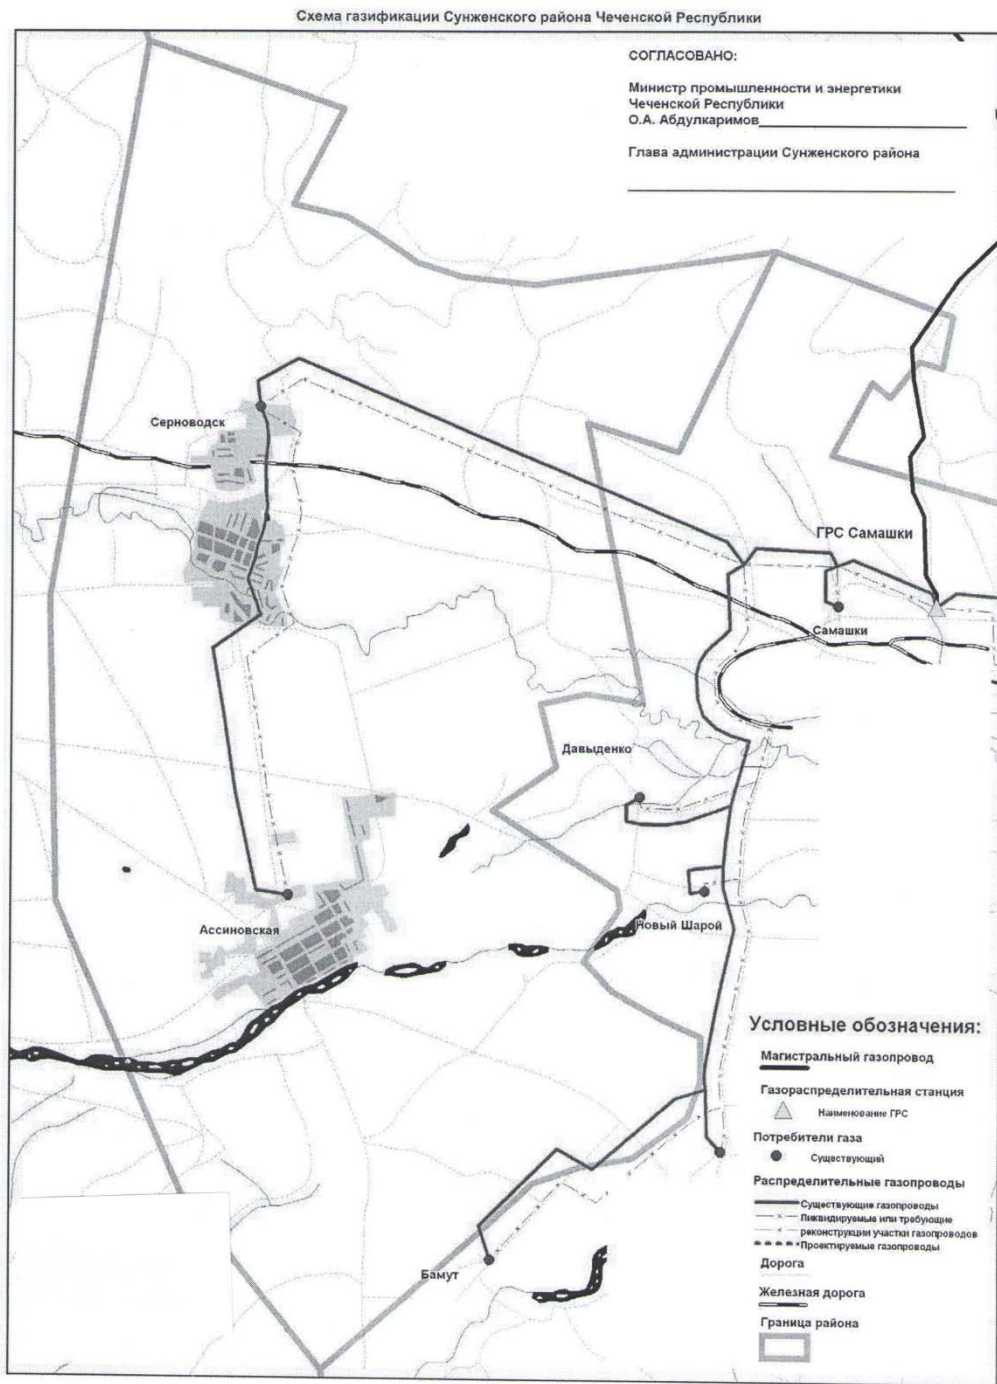 Схема газификации Сунженского района Чеченской Республики
СОГЛАСОВАНО:
Министр промышленности и энергетики
Чеченской Республики
О.А. Абдулкаримов
Глава администрации Сунженского района
Серноводск
ГРС Самашки
Самашки
Давыденко
Ассиновская
Новый Шарой
Бамут
Условные обозначения:
Магистральный газопровод
Газораспределительная станция
Наименование ГРС
Потребители газа
Существующий
Распределительные газопроводы
Существующие газопроводы
Ликвидируемые или требующие
реконструкции участки газопроводов
Проектируемые газопроводы
Дорога
Железная дорога
Граница района